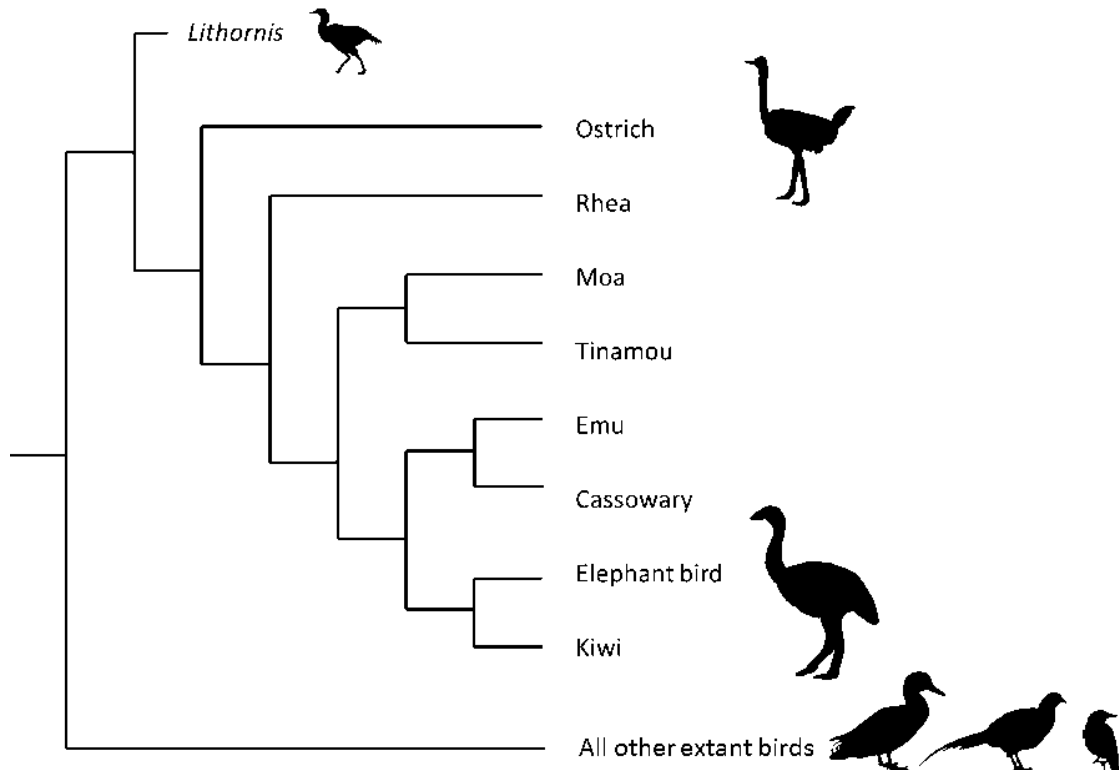 Lithornis
Ostrich
Rhea
Moa
Tinamou
Emu
Cassowary
Elephant bird
Kiwi
All other extant birds